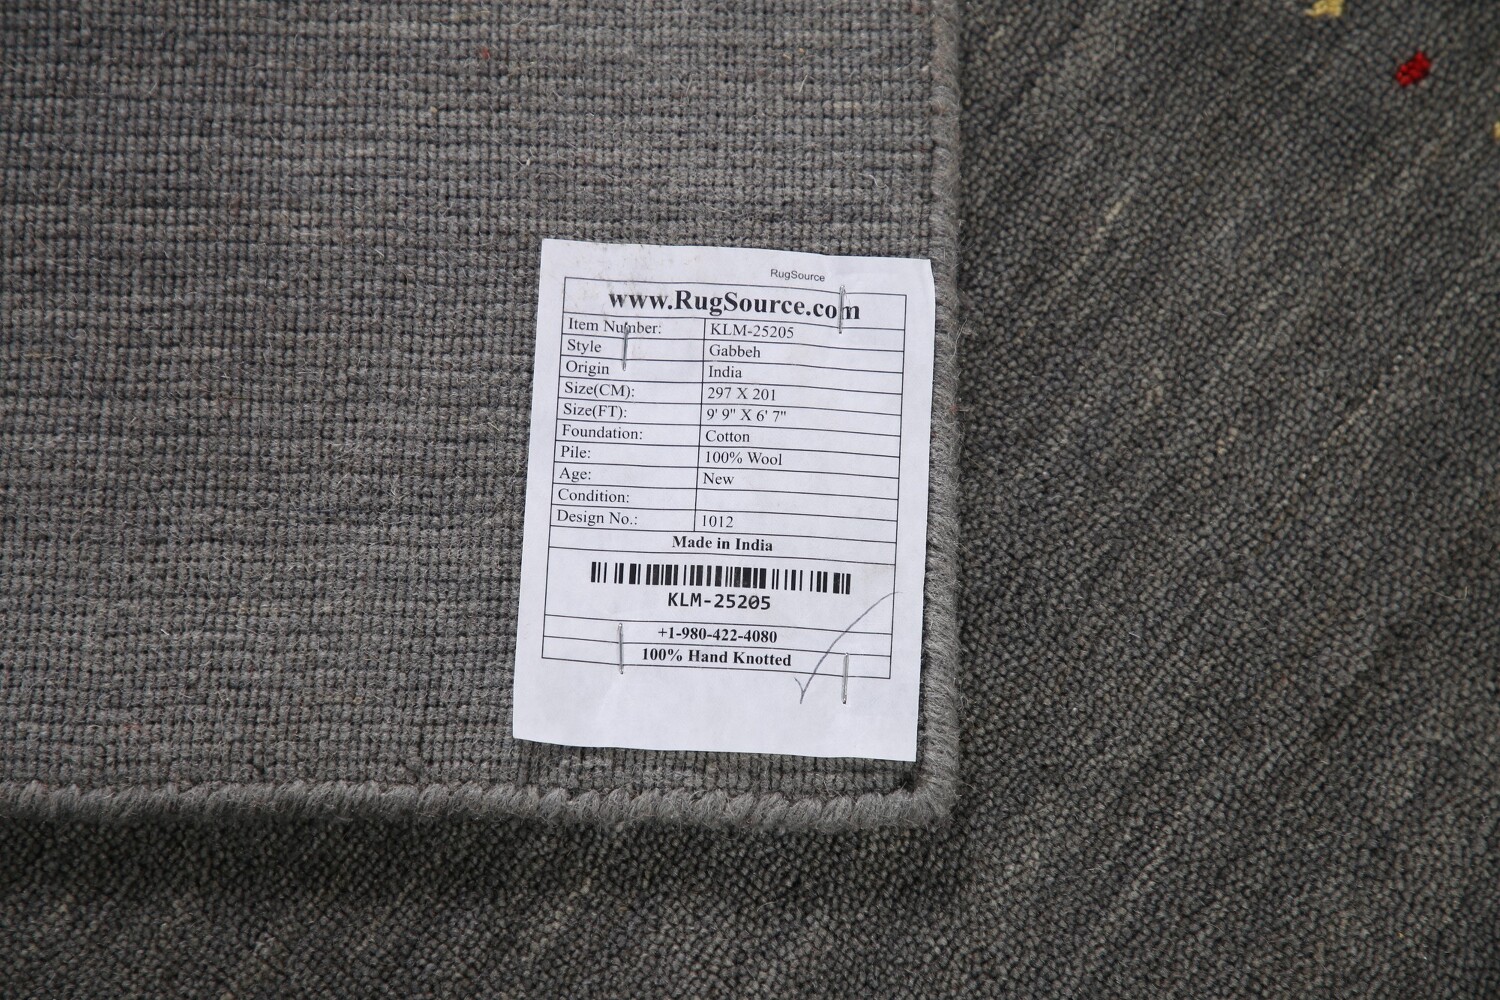 RugSource
www.RugSource.com
Item Number: KLM-25205
Style Gabbeh
Origin India
Size(CM): 297 X 201
Size(FT): 9' 9" X 6' 7"
Foundation: Cotton
Pile: 100% Wool
Age: New
Condition:
Design No.: 1012
Made in India
KLM-25205
+1-980-422-4080
100% Hand Knotted